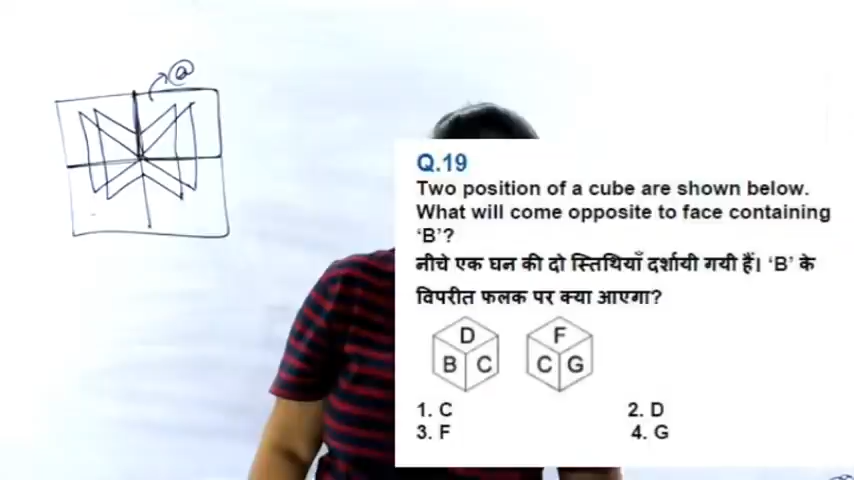 a
Q.19
Two position of a cube are shown below.
What will come opposite to face containing
‘B’?
नीचे एक घन की दो स्तिथियाँ दर्शायी गयी हैं। ‘B’ के
विपरीत फलक पर क्या आएगा?
D F
B C C G
1. C 2. D
3. F 4. G